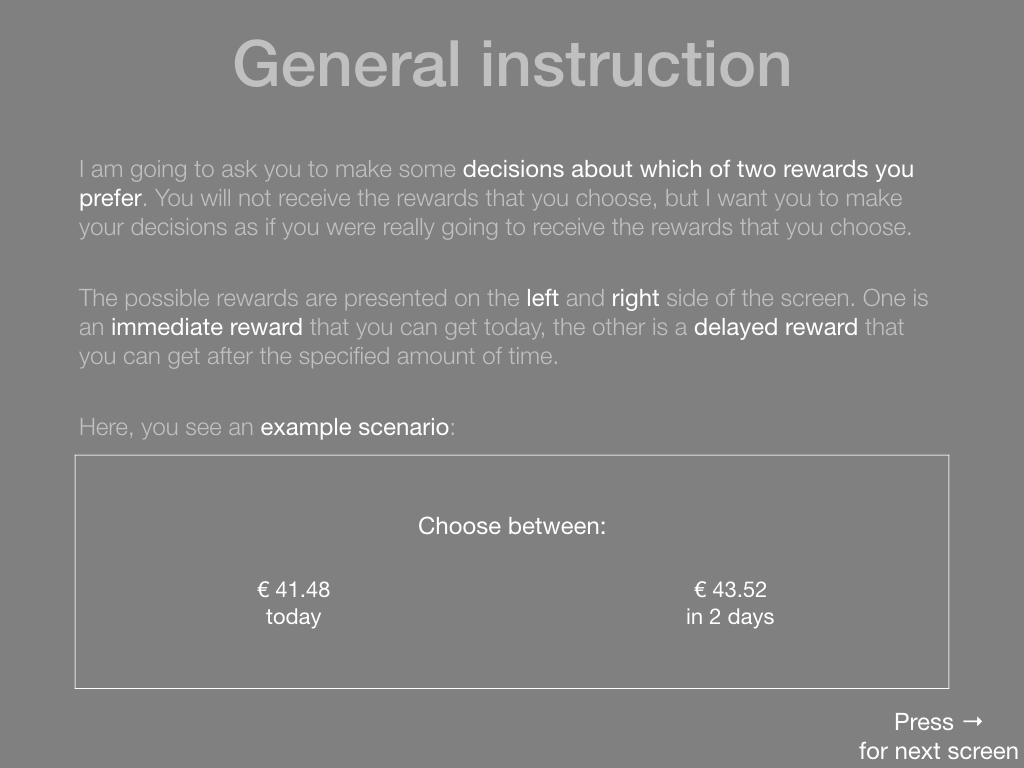 General instruction
I am going to ask you to make some decisions about which of two rewards you
prefer. You will not receive the rewards that you choose, but I want you to make
your decisions as if you were really going to receive the rewards that you choose.
The possible rewards are presented on the left and right side of the screen. One is
an immediate reward that you can get today, the other is a delayed reward that
you can get after the specified amount of time.
Here, you see an example scenario:
Choose between:
€ 41.48
today
€ 43.52
in 2 days
Press →
for next screen